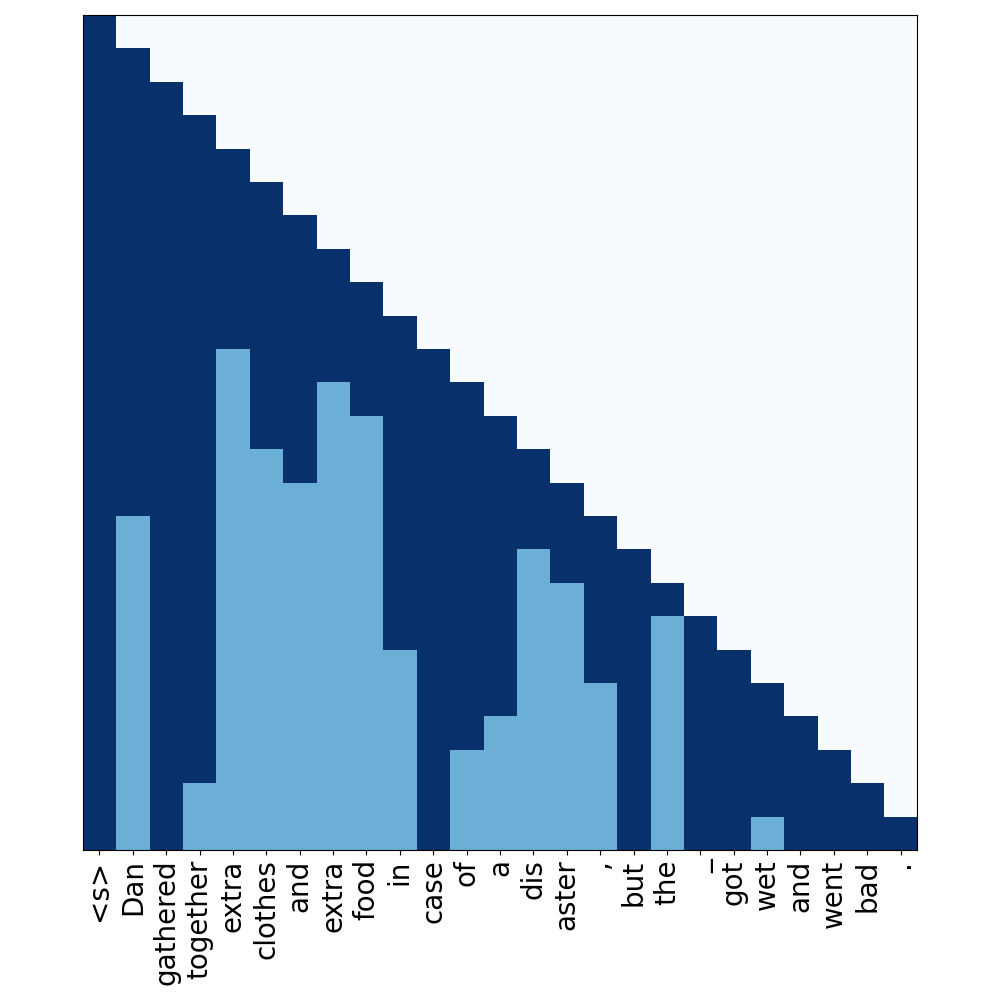 <s> Dan gathered together extra clothes and extra food in case of a dis aster , but the _ got wet and went bad .